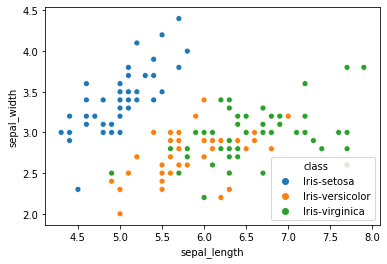 4.5
4.0
3.5
3.0
2.5
2.0
sepal_width
class
Iris-setosa
Iris-versicolor
Iris-virginica
4.5 5.0 5.5 6.0 6.5 7.0 7.5 8.0
sepal_length